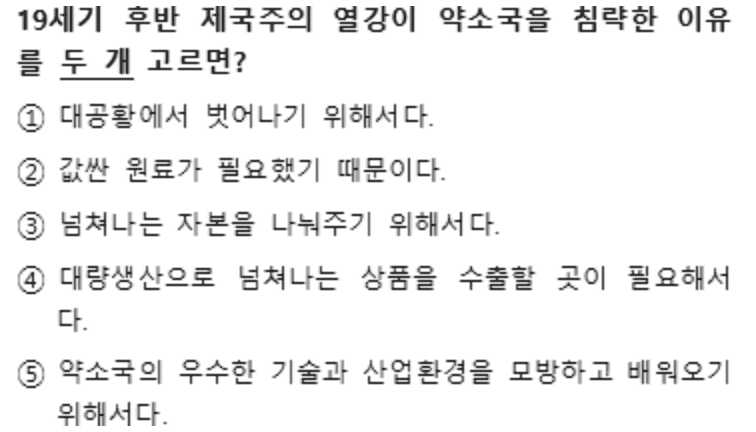 19세기 후반 제국주의 열강이 약소국을 침략한 이유
를 두 개 고르면?
① 대공황에서 벗어나기 위해서다.
② 값싼 원료가 필요했기 때문이다.
③ 넘쳐나는 자본을 나눠주기 위해서다.
④ 대량생산으로 넘쳐나는 상품을 수출할 곳이 필요해서
다.
⑤ 약소국의 우수한 기술과 산업환경을 모방하고 배워오기
위해서다.